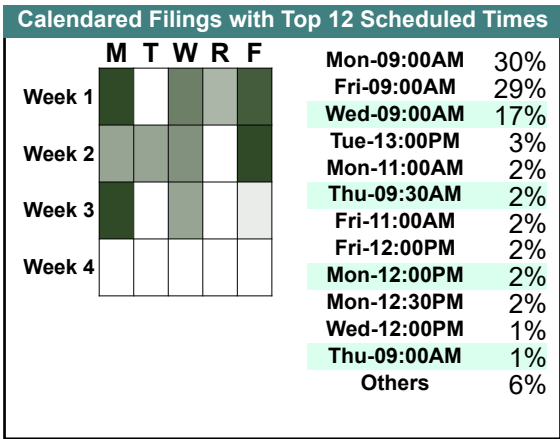 Calendared Filings with Top 12 Scheduled Times
M T W R F
Week 1
Week 2
Week 3
Week 4
Mon-09:00AM 30%
Fri-09:00AM 29%
Wed-09:00AM 17%
Tue-13:00PM 3%
Mon-11:00AM 2%
Thu-09:30AM 2%
Fri-11:00AM 2%
Fri-12:00PM 2%
Mon-12:00PM 2%
Mon-12:30PM 2%
Wed-12:00PM 1%
Thu-09:00AM 1%
Others 6%